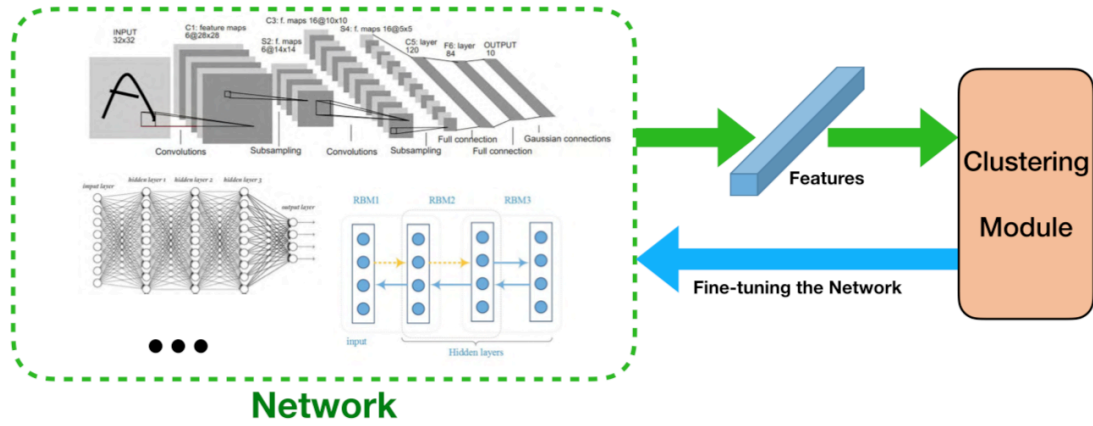 INPUT
32x32
C1: feature maps
6@28x28
C3: f. maps 16@10x10
S2: f. maps
6@14x14
S4: f. maps 16@5x5
C5: layer
120
F6: layer
84
OUTPUT
10
A
Convolutions
Subsampling
Convolutions
Subsampling
Full connection
Full connection
Gaussian connections
input layer
hidden layer 1
hidden layer 2
hidden layer 3
output layer
RBM1
RBM2
RBM3
input
Hidden layers
Network
Features
Fine-tuning the Network
Clustering
Module